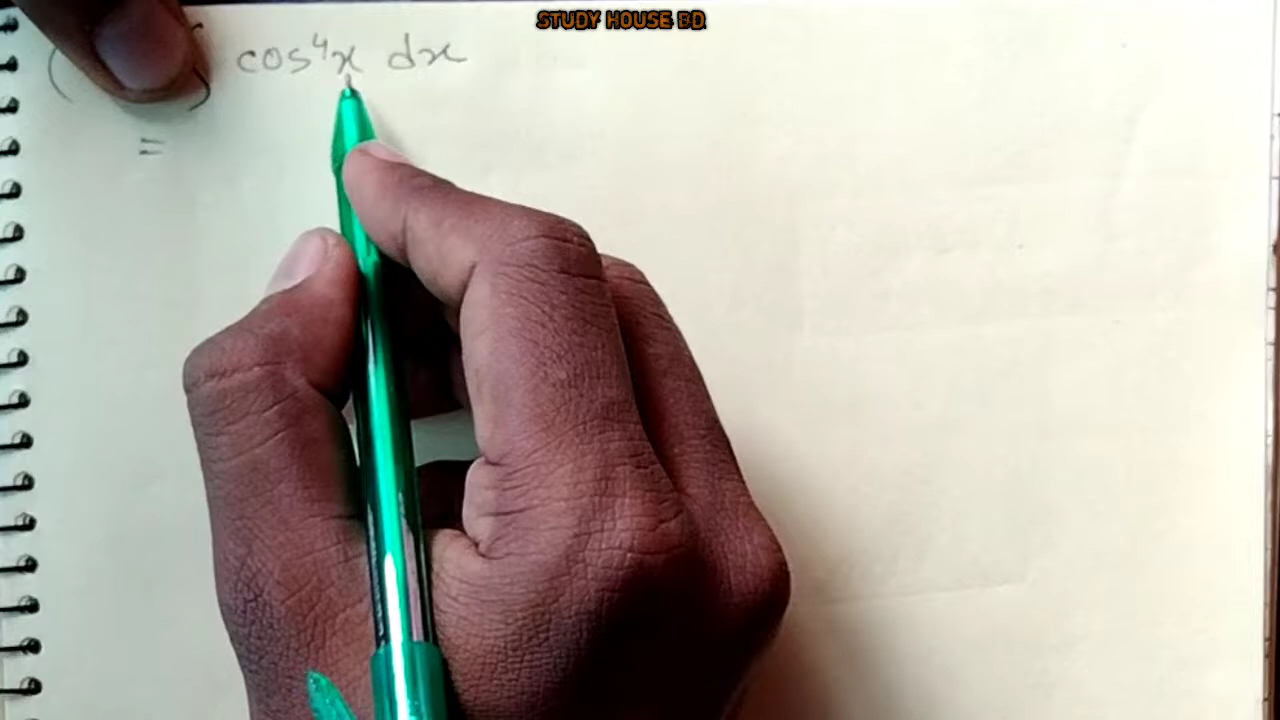 STUDY HOUSE BD
( ) cos⁴x dx
=